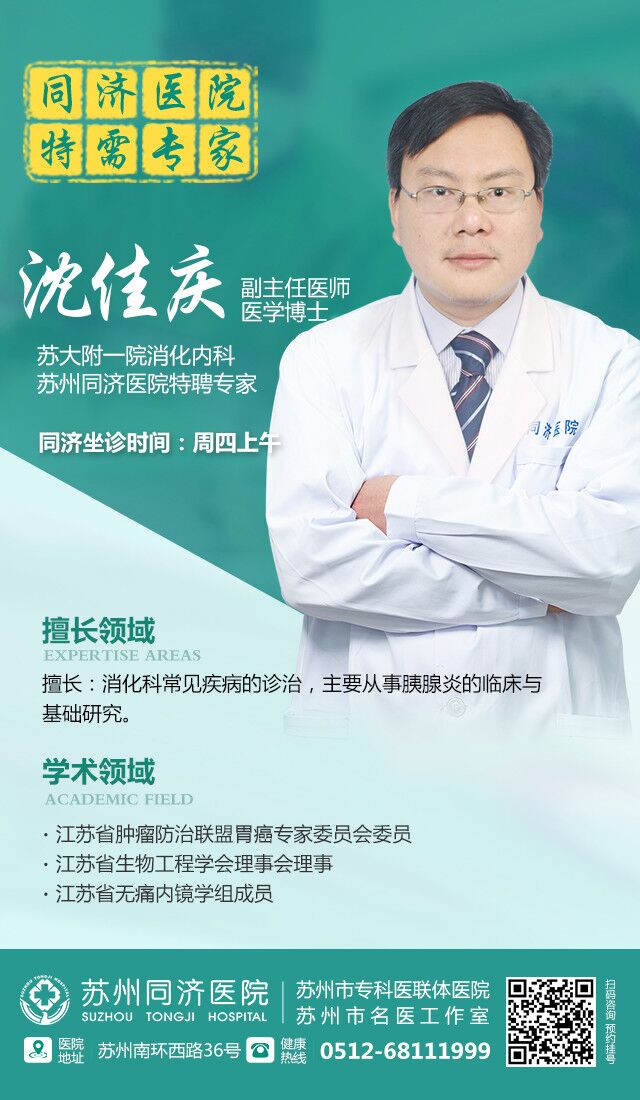 同济医院
特需专家
沈佳庆 副主任医师
医学博士
苏大附一院消化内科
苏州同济医院特聘专家
同济坐诊时间：周四上午
同济医院
擅长领域
EXPERTISE AREAS
擅长：消化科常见疾病的诊治，主要从事胰腺炎的临床与
基础研究。
学术领域
ACADEMIC FIELD
· 江苏省肿瘤防治联盟胃癌专家委员会委员
· 江苏省生物工程学会理事会理事
· 江苏省无痛内镜学组成员
SUZHOU TONGJI HOSPITAL
苏州同济医院
SUZHOU TONGJI HOSPITAL
苏州市专科医联体医院
苏州市名医工作室
医院地址 苏州南环西路36号
健康热线 0512-68111999
扫码咨询 预约挂号